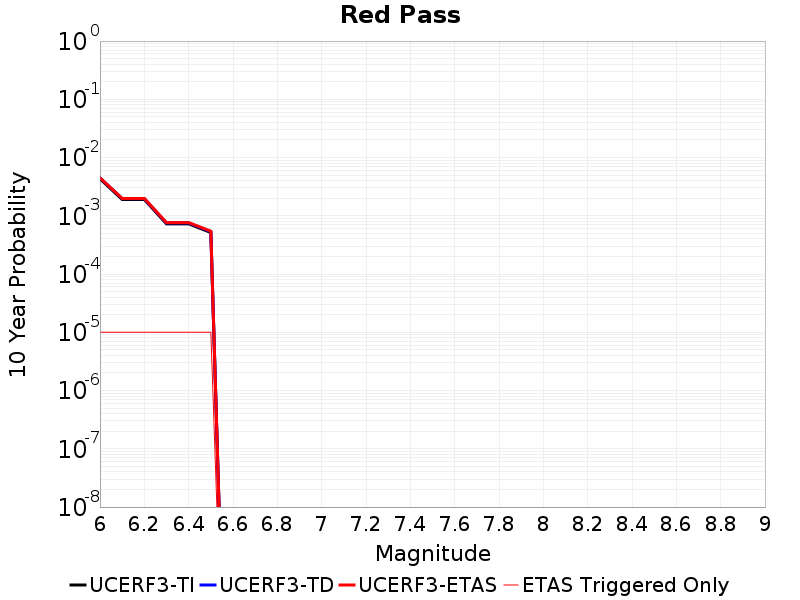 Red Pass
10 Year Probability
10^0
10^-1
10^-2
10^-3
10^-4
10^-5
10^-6
10^-7
10^-8
6 6.2 6.4 6.6 6.8 7 7.2 7.4 7.6 7.8 8 8.2 8.4 8.6 8.8 9
Magnitude
UCERF3-TI UCERF3-TD UCERF3-ETAS ETAS Triggered Only